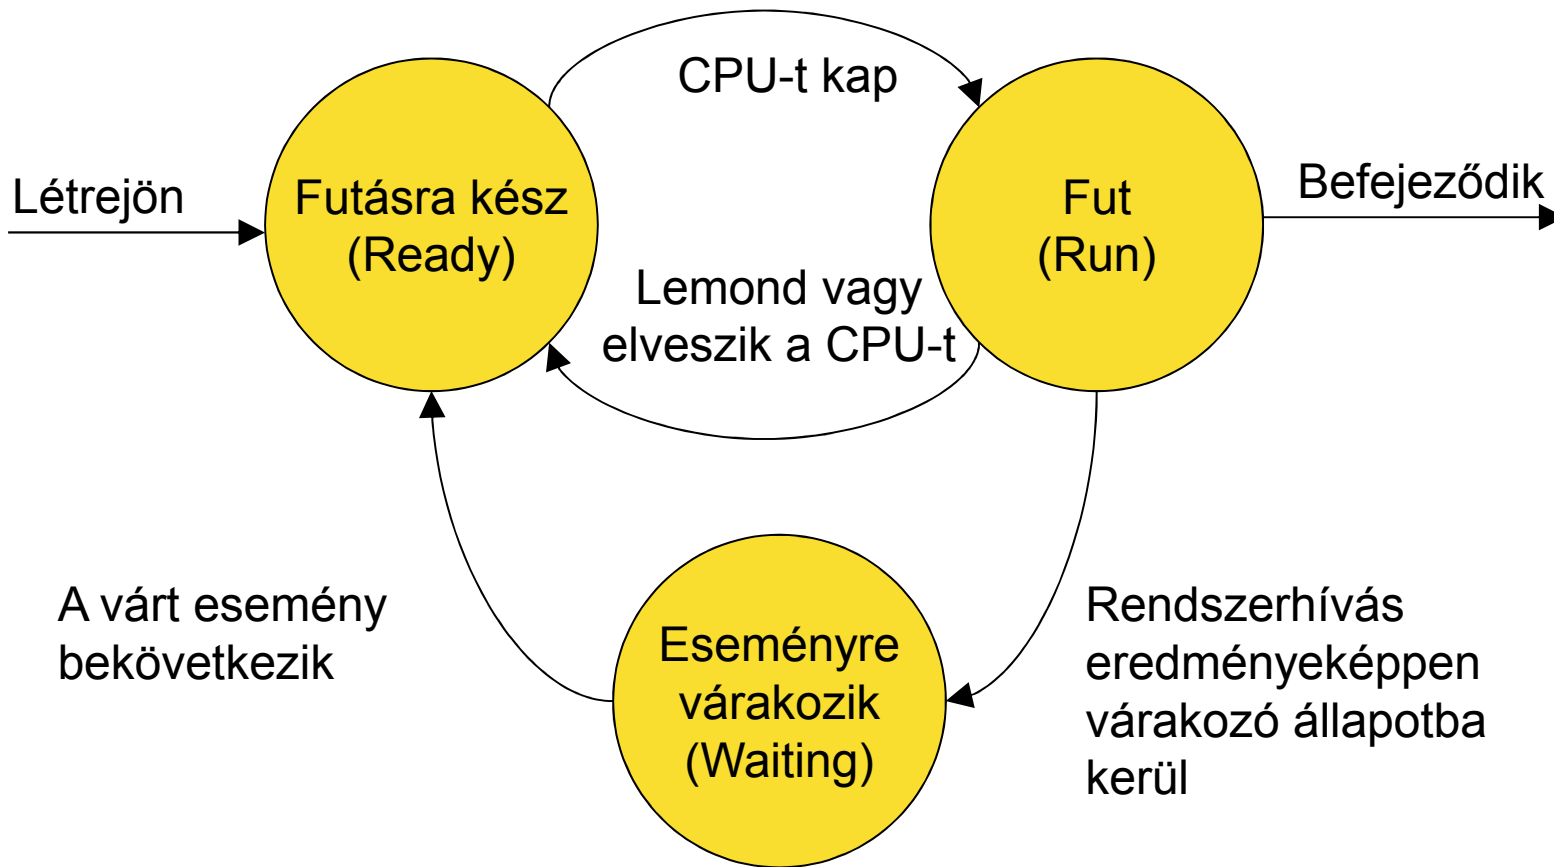 CPU-t kap
Létrejön
Futásra kész
(Ready)
Fut
(Run)
Befejeződik
Lemond vagy
elveszik a CPU-t
A várt esemény
bekövetkezik
Eseményre
várakozik
(Waiting)
Rendszerhívás
eredményeképpen
várakozó állapotba
kerül